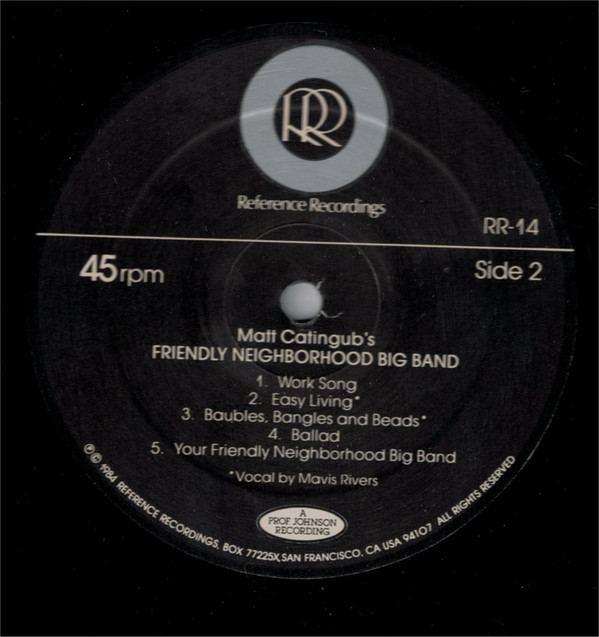 RR
Reference Recordings
RR-14
45 rpm
Side 2
Matt Catingub's
FRIENDLY NEIGHBORHOOD BIG BAND
1. Work Song
2. Easy Living*
3. Baubles, Bangles and Beads*
4. Ballad
5. Your Friendly Neighborhood Big Band
*Vocal by Mavis Rivers
A
PROF JOHNSON
RECORDING
℗ © 1984 REFERENCE RECORDINGS, BOX 77225X, SAN FRANCISCO, CA USA 94107 ALL RIGHTS RESERVED